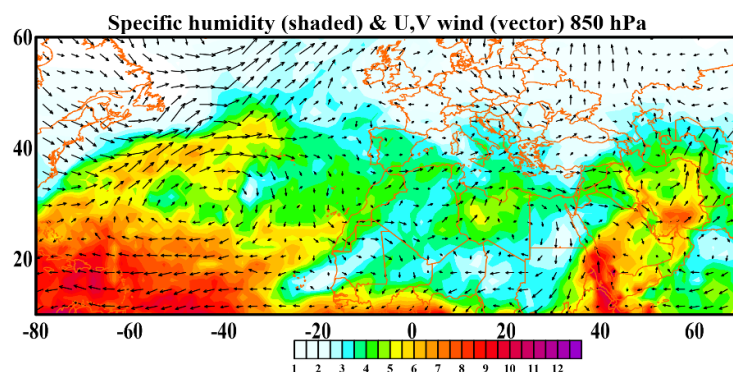 Specific humidity (shaded) & U,V wind (vector) 850 hPa
60
40
20
-80 -60 -40 -20 0 20 40 60
1 2 3 4 5 6 7 8 9 10 11 12